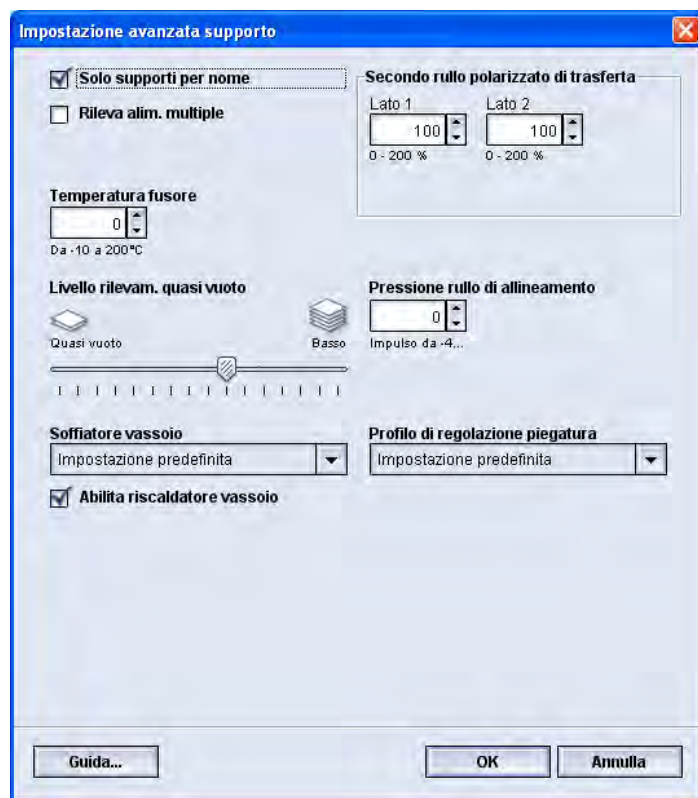 Impostazione avanzata supporto
Solo supporti per nome
Rileva alim. multiple
Secondo rullo polarizzato di trasferta
Lato 1
Lato 2
100
100
0 - 200 %
0 - 200 %
Temperatura fusore
0
Da -10 a 200°C
Livello rilevam. quasi vuoto
Quasi vuoto
Basso
Pressione rullo di allineamento
0
Impulso da -4...
Soffiatore vassoio
Impostazione predefinita
Profilo di regolazione piegatura
Impostazione predefinita
Abilita riscaldatore vassoio
Guida...
OK
Annulla